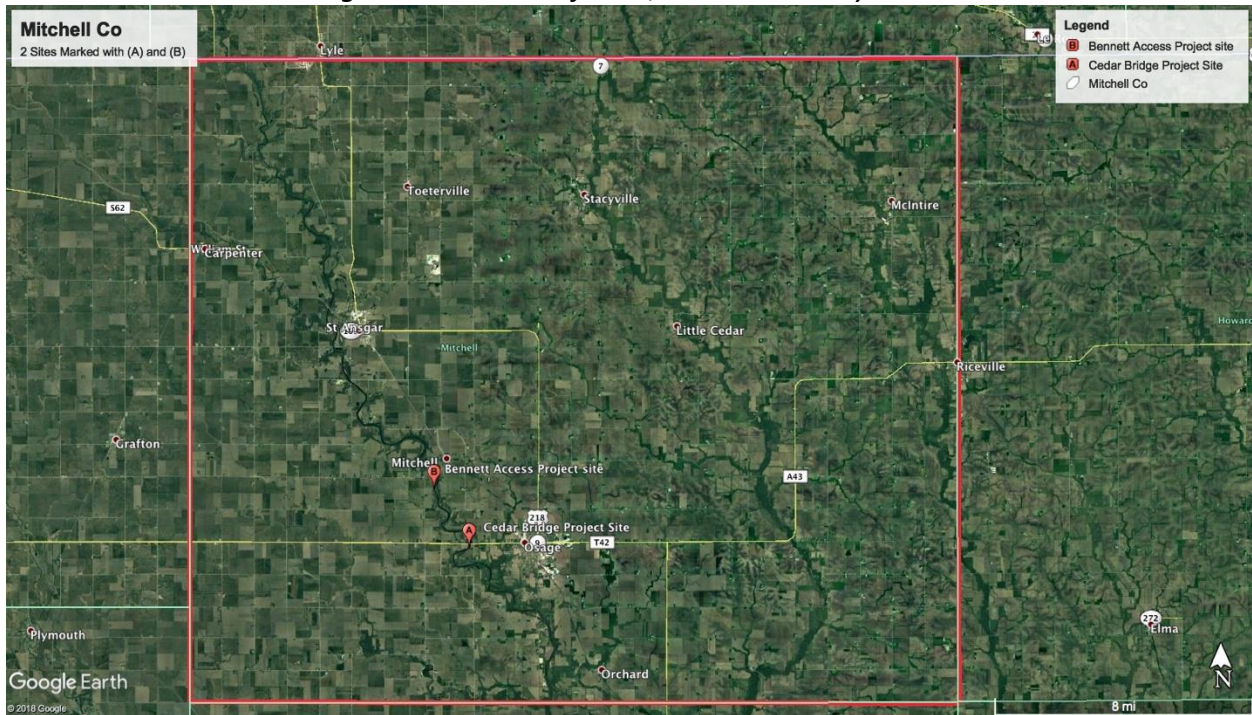 Mitchell Co
2 Sites Marked with (A) and (B)
Legend
B Bennett Access Project site
A Cedar Bridge Project Site
Mitchell Co
Lyle
7
Toeterville
Stacyville
McIntire
S62
Carpenter
St Ansgar
Mitchell
Little Cedar
Howard
Riceville
Grafton
Mitchell
B
Bennett Access Project site
A43
A
Cedar Bridge Project Site
218
9
T42
Osage
Plymouth
272
Elma
Orchard
N
Google Earth
© 2018 Google
8 mi